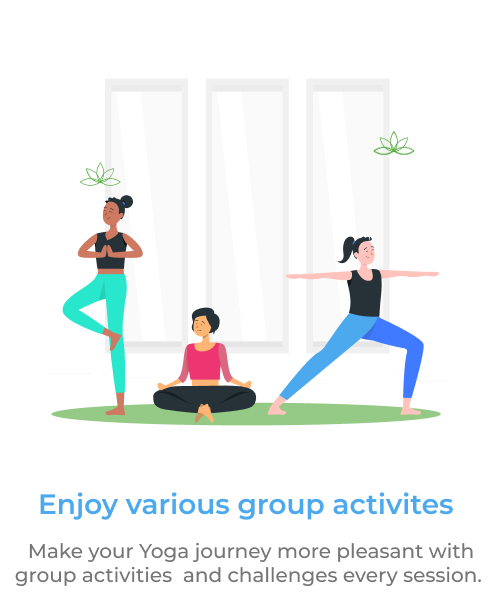 Enjoy various group activites
Make your Yoga journey more pleasant with
group activities  and challenges every session.